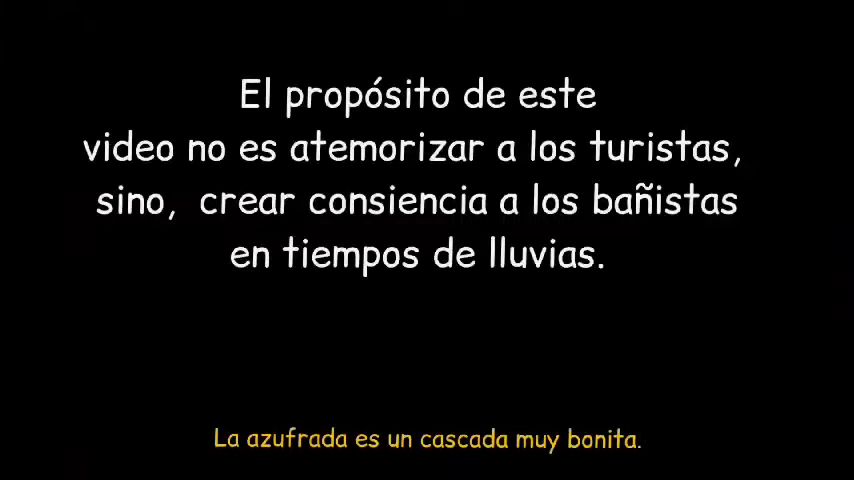 El propósito de este
video no es atemorizar a los turistas,
sino, crear consiencia a los bañistas
en tiempos de lluvias.
La azufrada es un cascada muy bonita.